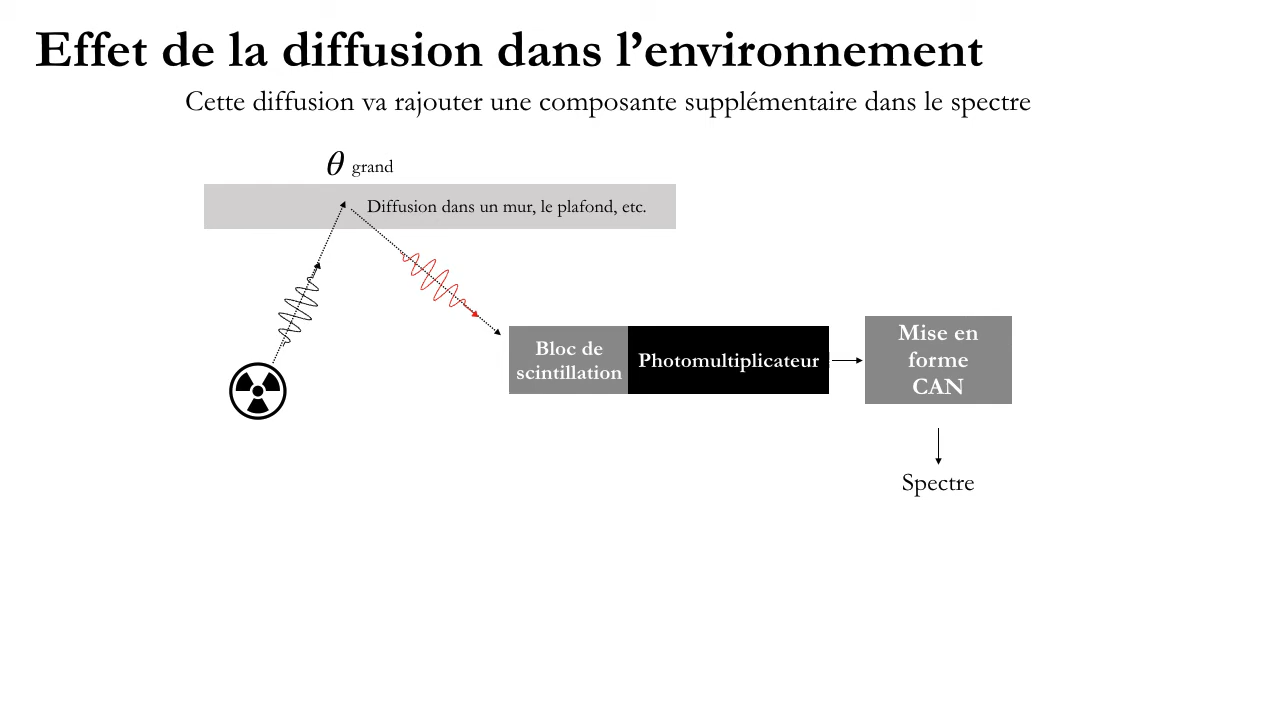 Effet de la diffusion dans l’environnement
Cette diffusion va rajouter une composante supplémentaire dans le spectre
θ grand
Diffusion dans un mur, le plafond, etc.
Bloc de
scintillation
Photomultiplicateur
Mise en
forme
CAN
Spectre